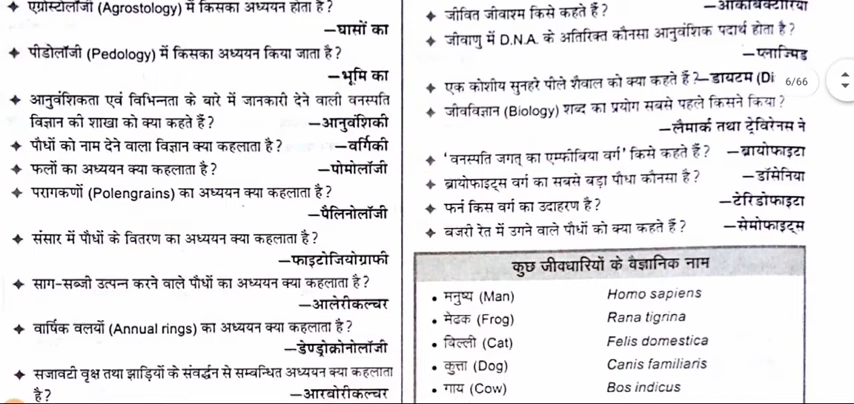 ❖ एग्रोस्टोलॉजी (Agrostology) में किसका अध्ययन होता है?
—घासों का
❖ पीडोलॉजी (Pedology) में किसका अध्ययन किया जाता है?
—भूमि का
❖ आनुवंशिकता एवं विभिन्नता के बारे में जानकारी देने वाली वनस्पति
विज्ञान की शाखा को क्या कहते हैं? —आनुवंशिकी
❖ पौधों को नाम देने वाला विज्ञान क्या कहलाता है? —वर्गिकी
❖ फलों का अध्ययन क्या कहलाता है? —पोमोलॉजी
❖ परागकणों (Polengrains) का अध्ययन क्या कहलाता है?
—पैलिनोलॉजी
❖ संसार में पौधों के वितरण का अध्ययन क्या कहलाता है?
—फाइटोजियोग्राफी
❖ साग-सब्जी उत्पन्न करने वाले पौधों का अध्ययन क्या कहलाता है?
—आलेरीकल्चर
❖ वार्षिक वलयों (Annual rings) का अध्ययन क्या कहलाता है?
—डेण्ड्रोक्रोनोलॉजी
❖ सजावटी वृक्ष तथा झाड़ियों के संवर्द्धन से सम्बन्धित अध्ययन क्या कहलाता
है? —आरबोरीकल्चर
❖ जीवित जीवाश्म किसे कहते हैं? —आर्कीबैक्टीरिया
❖ जीवाणु में D.N.A. के अतिरिक्त कौनसा आनुवंशिक पदार्थ होता है?
—प्लाज्मिड
❖ एक कोशीय सुनहरे पीले शैवाल को क्या कहते हैं?—डायटम (Di
6/66
❖ जीवविज्ञान (Biology) शब्द का प्रयोग सबसे पहले किसने किया?
—लैमार्क तथा ट्रेविरेनस ने
❖ 'वनस्पति जगत् का एम्फीबिया वर्ग' किसे कहते हैं? —ब्रायोफाइटा
❖ ब्रायोफाइट्स वर्ग का सबसे बड़ा पौधा कौनसा है? —डॉसेनिया
❖ फर्न किस वर्ग का उदाहरण है? —टेरिडोफाइटा
❖ बजरी रेत में उगने वाले पौधों को क्या कहते हैं? —सेमोफाइट्स
कुछ जीवधारियों के वैज्ञानिक नाम
• मनुष्य (Man) Homo sapiens
• मेढक (Frog) Rana tigrina
• बिल्ली (Cat) Felis domestica
• कुत्ता (Dog) Canis familiaris
• गाय (Cow) Bos indicus